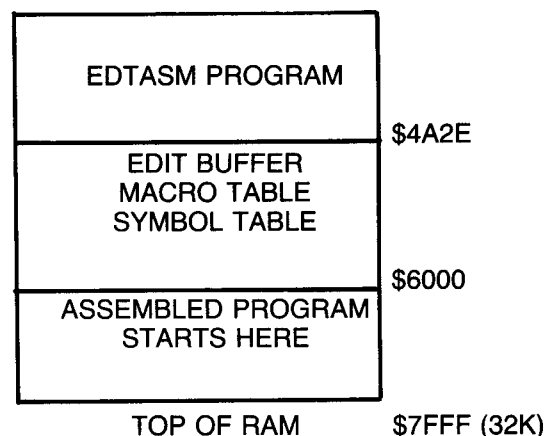 EDTASM PROGRAM
$4A2E
EDIT BUFFER
MACRO TABLE
SYMBOL TABLE
$6000
ASSEMBLED PROGRAM
STARTS HERE
TOP OF RAM $7FFF (32K)